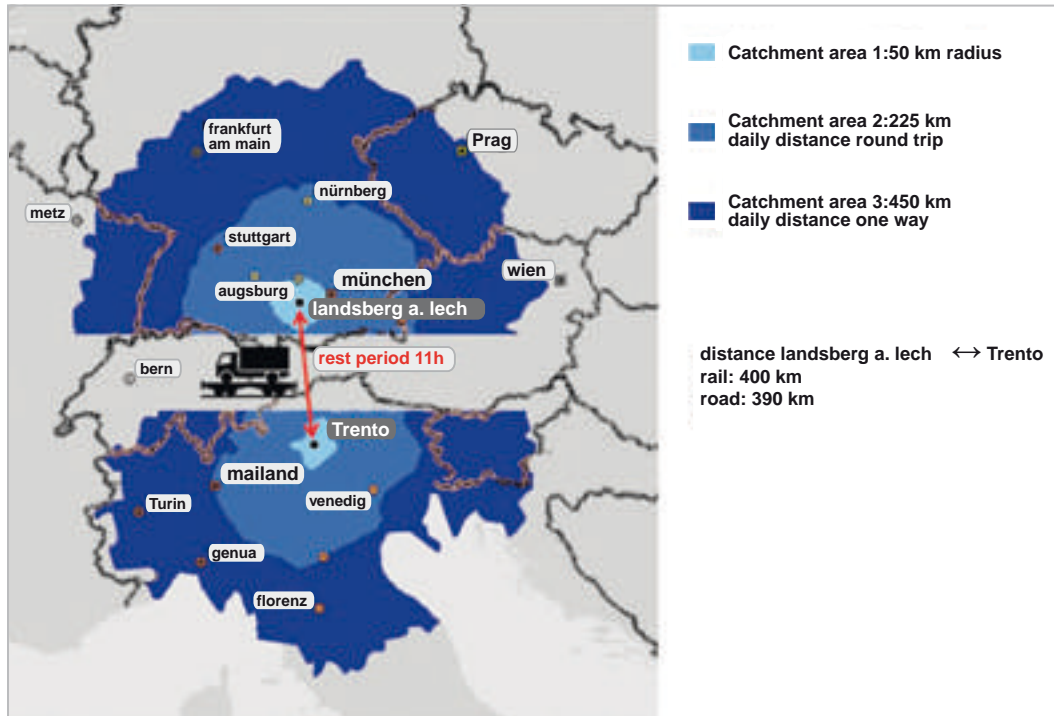 frankfurt
am main
Prag
nürnberg
metz
stuttgart
wien
augsburg
münchen
landsberg a. lech
rest period 11h
bern
Trento
mailand
venedig
Turin
genua
florenz
Catchment area 1:50 km radius
Catchment area 2:225 km
daily distance round trip
Catchment area 3:450 km
daily distance one way
distance landsberg a. lech ↔ Trento
rail: 400 km
road: 390 km